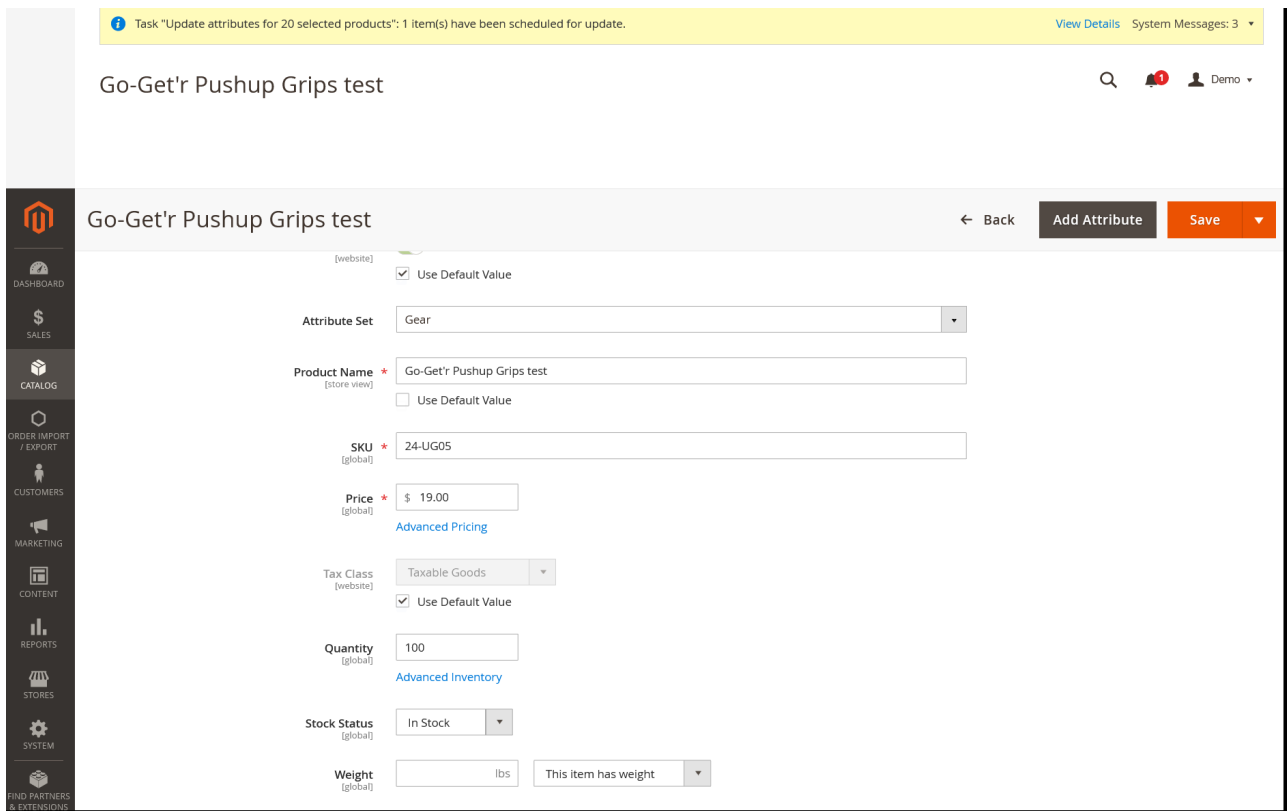 Task "Update attributes for 20 selected products": 1 item(s) have been scheduled for update.
View Details System Messages: 3
Go-Get'r Pushup Grips test
1
Demo
Go-Get'r Pushup Grips test
Back
Add Attribute
Save
DASHBOARD
SALES
CATALOG
ORDER IMPORT
/ EXPORT
CUSTOMERS
MARKETING
CONTENT
REPORTS
STORES
SYSTEM
FIND PARTNERS
& EXTENSIONS
[website]
Use Default Value
Attribute Set
Gear
Product Name *
[store view]
Go-Get'r Pushup Grips test
Use Default Value
SKU *
[global]
24-UG05
Price *
[global]
$ 19.00
Advanced Pricing
Tax Class
[website]
Taxable Goods
Use Default Value
Quantity
[global]
100
Advanced Inventory
Stock Status
[global]
In Stock
Weight
[global]
lbs
This item has weight